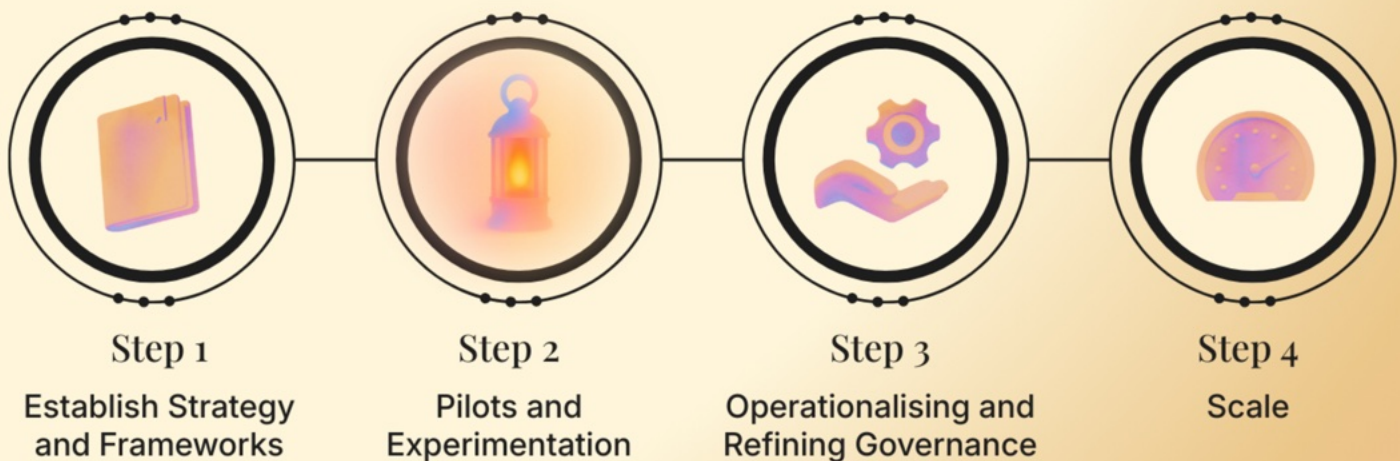 Step 1
Establish Strategy
and Frameworks
Step 2
Pilots and
Experimentation
Step 3
Operationalising and
Refining Governance
Step 4
Scale